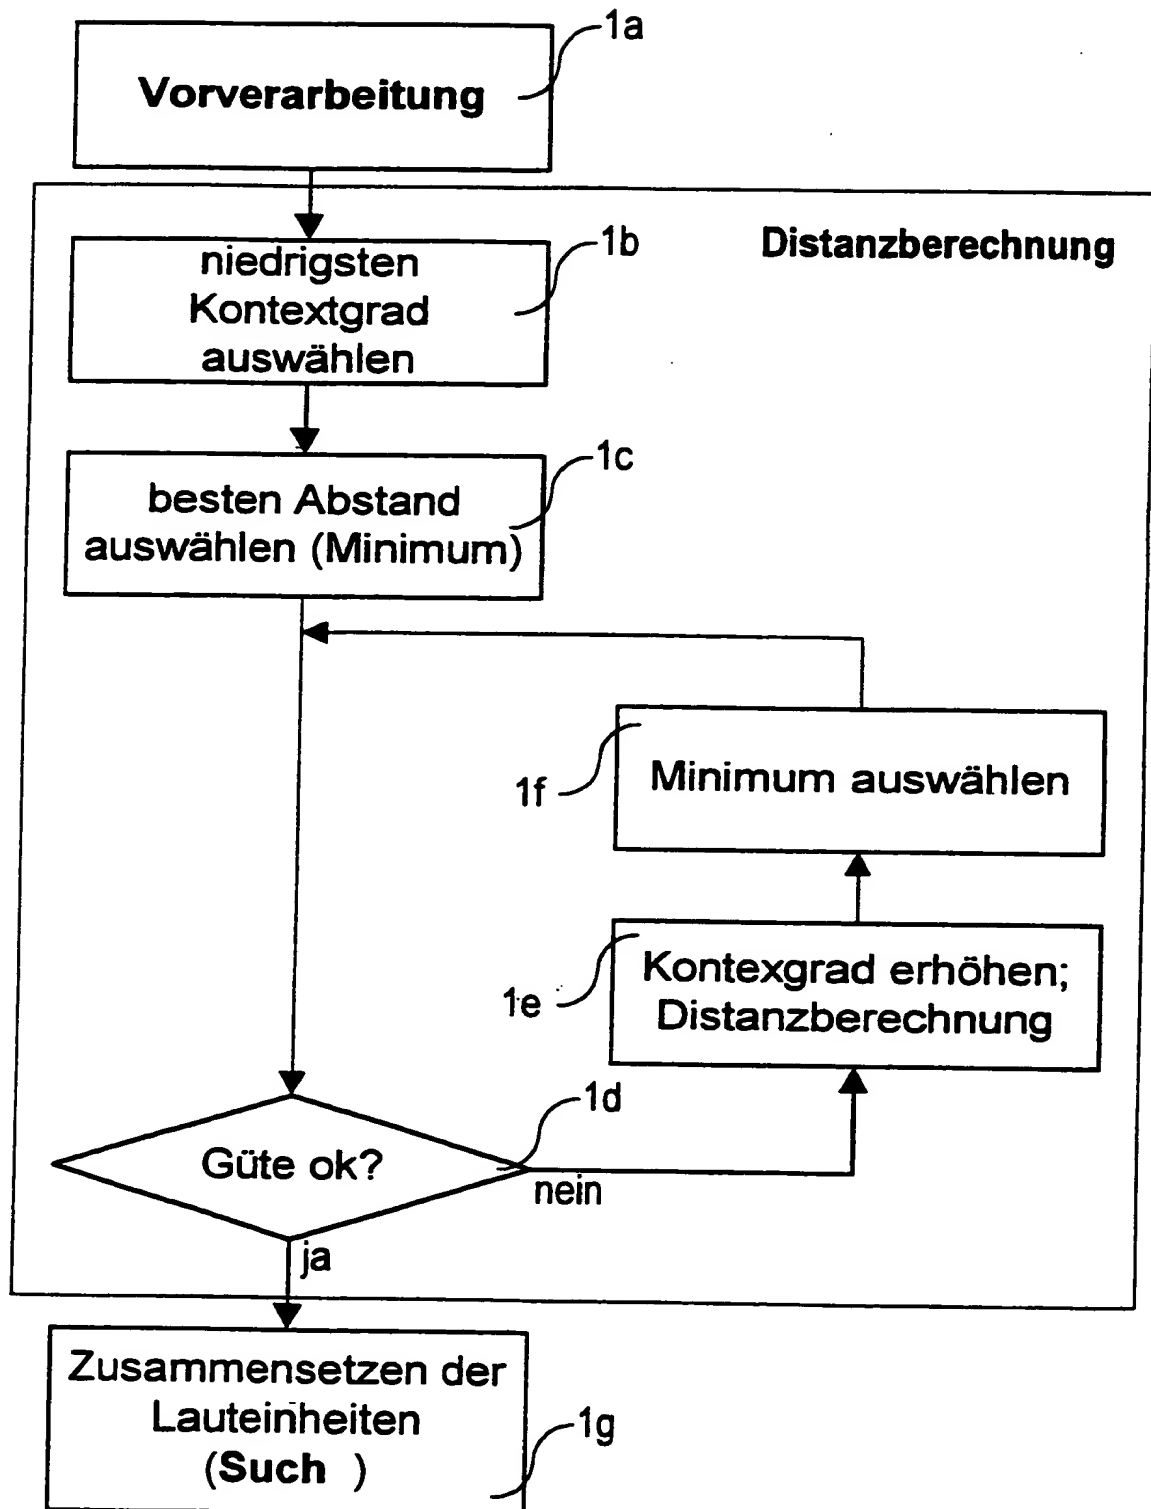 1a
Vorverarbeitung
Distanzberechnung
1b
niedrigsten
Kontextgrad
auswählen
1c
besten Abstand
auswählen (Minimum)
1f
Minimum auswählen
1e
Kontexgrad erhöhen;
Distanzberechnung
1d
Güte ok?
nein
ja
Zusammensetzen der
Lauteinheiten
(Such )
1g